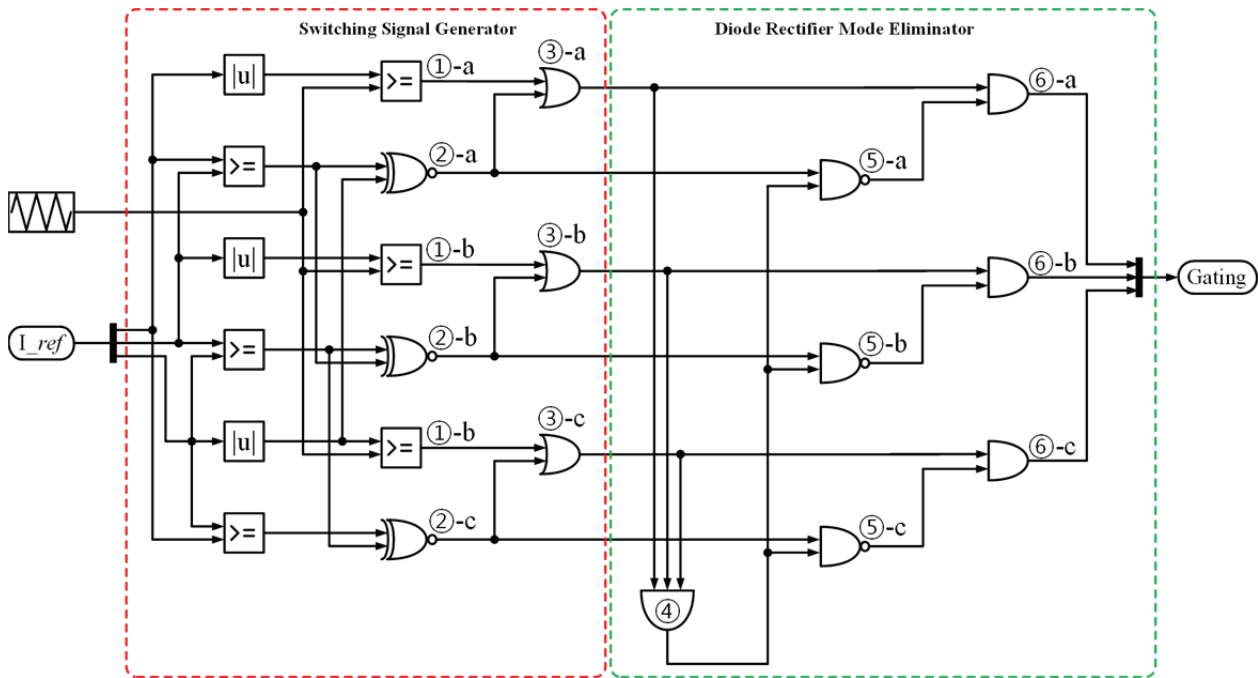 Switching Signal Generator
Diode Rectifier Mode Eliminator
|u|
>=
①-a
③-a
⑥-a
>=
②-a
⑤-a
|u|
>=
①-b
③-b
⑥-b
Gating
I_ref
>=
②-b
⑤-b
|u|
>=
①-b
③-c
⑥-c
>=
②-c
⑤-c
④